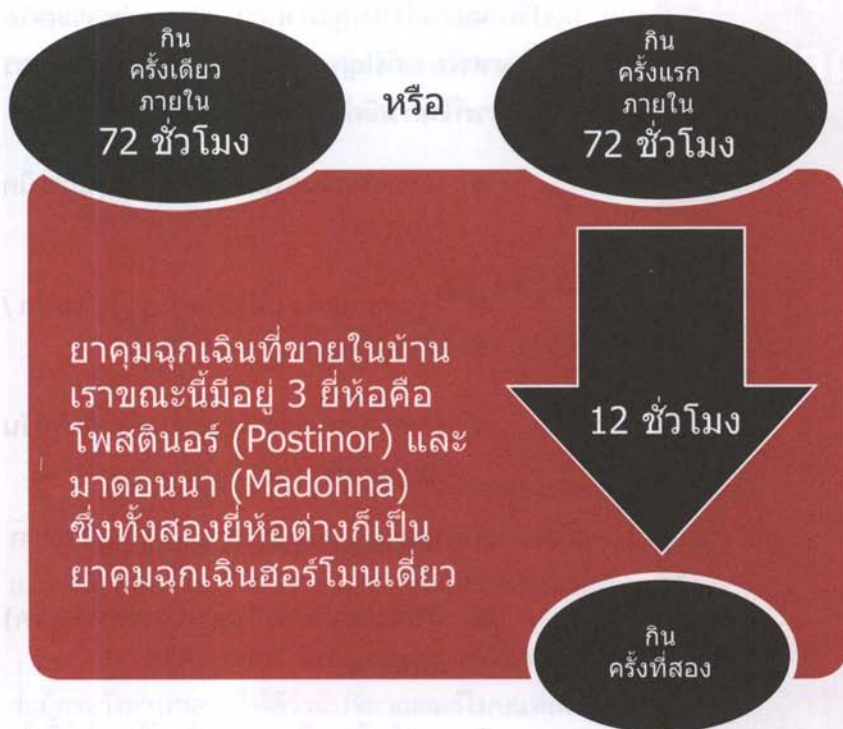 กิน
ครั้งเดียว
ภายใน
72 ชั่วโมง
หรือ
กิน
ครั้งแรก
ภายใน
72 ชั่วโมง
ยาคุมฉุกเฉินที่ขายในบ้าน
เราขณะนี้มีอยู่ 3 ยี่ห้อคือ
โพสตินอร์ (Postinor) และ
มาดอนนา (Madonna)
ซึ่งทั้งสองยี่ห้อต่างก็เป็น
ยาคุมฉุกเฉินฮอร์โมนเดี่ยว
12 ชั่วโมง
กิน
ครั้งที่สอง